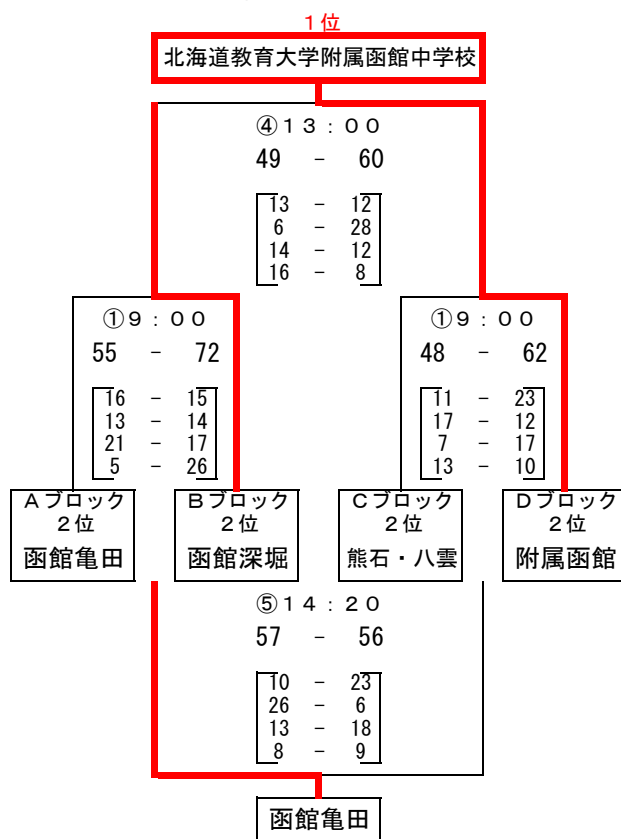 １位
北海道教育大学附属函館中学校
④１３：００
49 － 60
13 － 12
6 － 28
14 － 12
16 － 8
①９：００
55 － 72
16 － 15
13 － 14
21 － 17
5 － 26
①９：００
48 － 62
11 － 23
17 － 12
7 － 17
13 － 10
Ａブロック
２位
函館亀田
Ｂブロック
２位
函館深堀
Ｃブロック
２位
熊石・八雲
Ｄブロック
２位
附属函館
⑤１４：２０
57 － 56
10 － 23
26 － 6
13 － 18
8 － 9
函館亀田